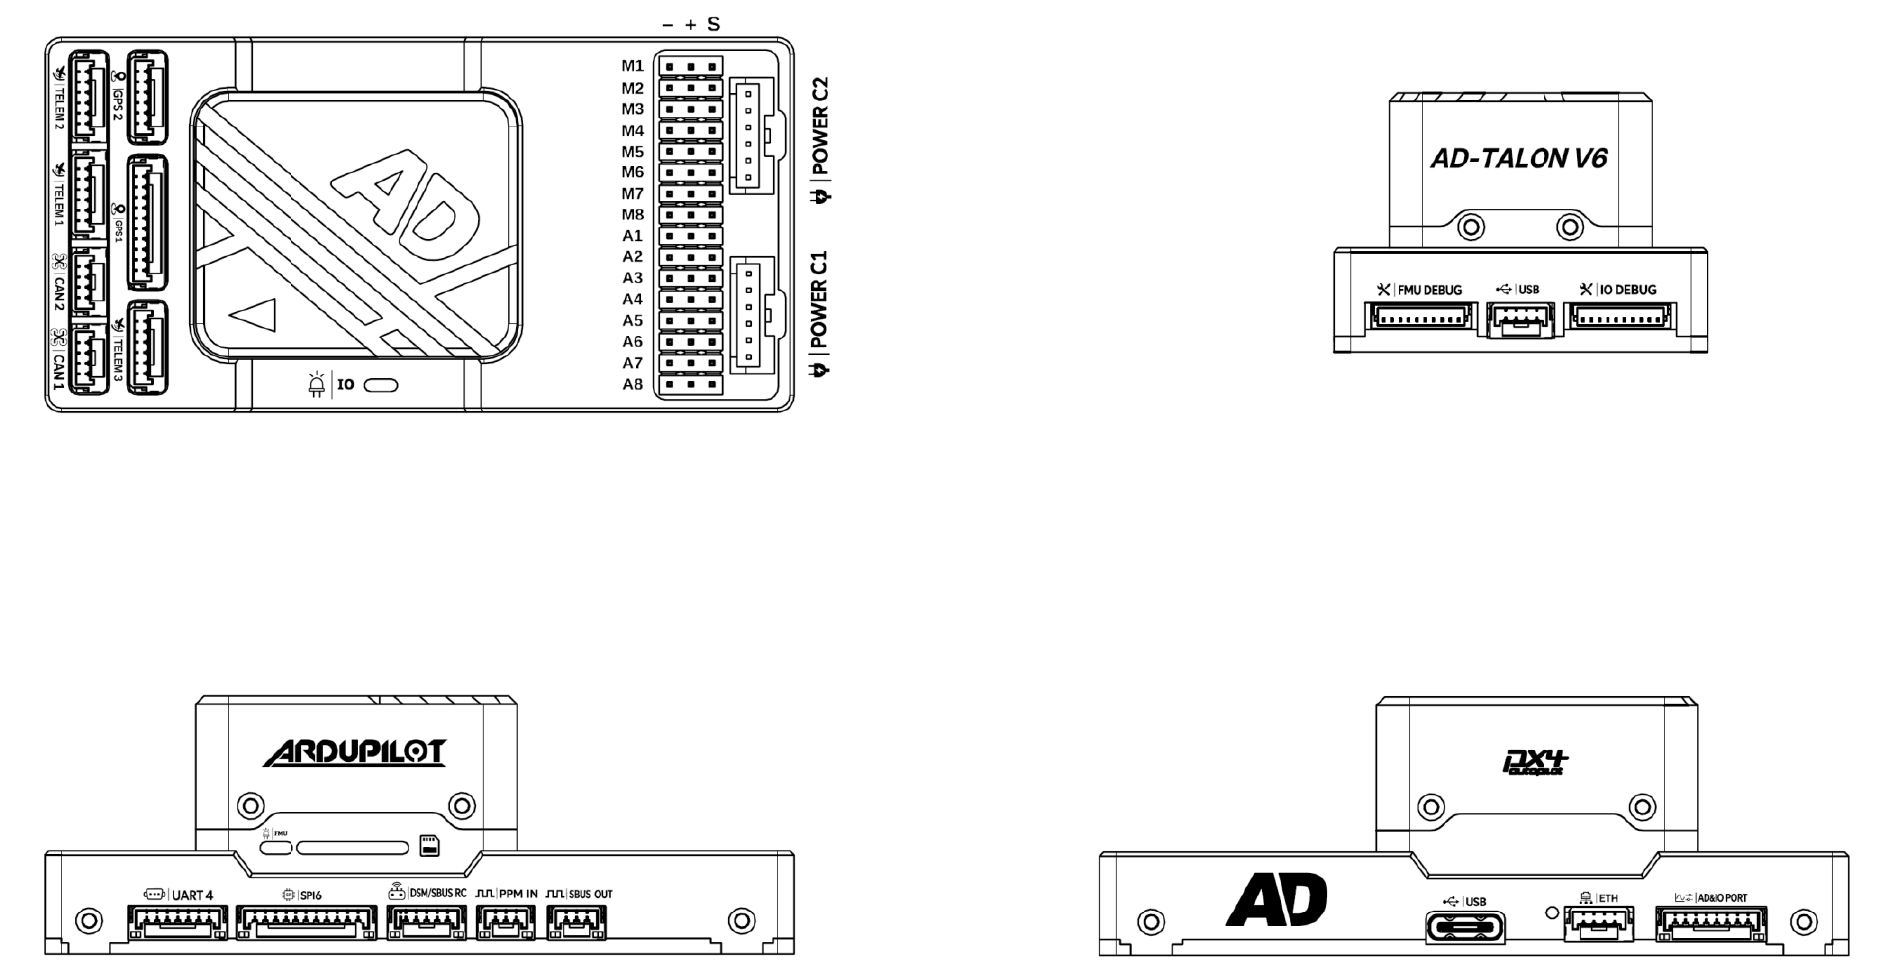 − + S
M1
M2
M3
M4
M5
M6
M7
M8
A1
A2
A3
A4
A5
A6
A7
A8
POWER C2
POWER C1
TELEM 2
TELEM 1
CAN 2
CAN 1
GPS 2
GPS 1
TELEM 3
AD
IO
AD-TALON V6
FMU DEBUG
USB
IO DEBUG
ARDUPILOT
FMU
UART 4
SPI6
DSM/SBUS RC
PPM IN
SBUS OUT
px4
autopilot
AD
USB
ETH
AD&IO PORT